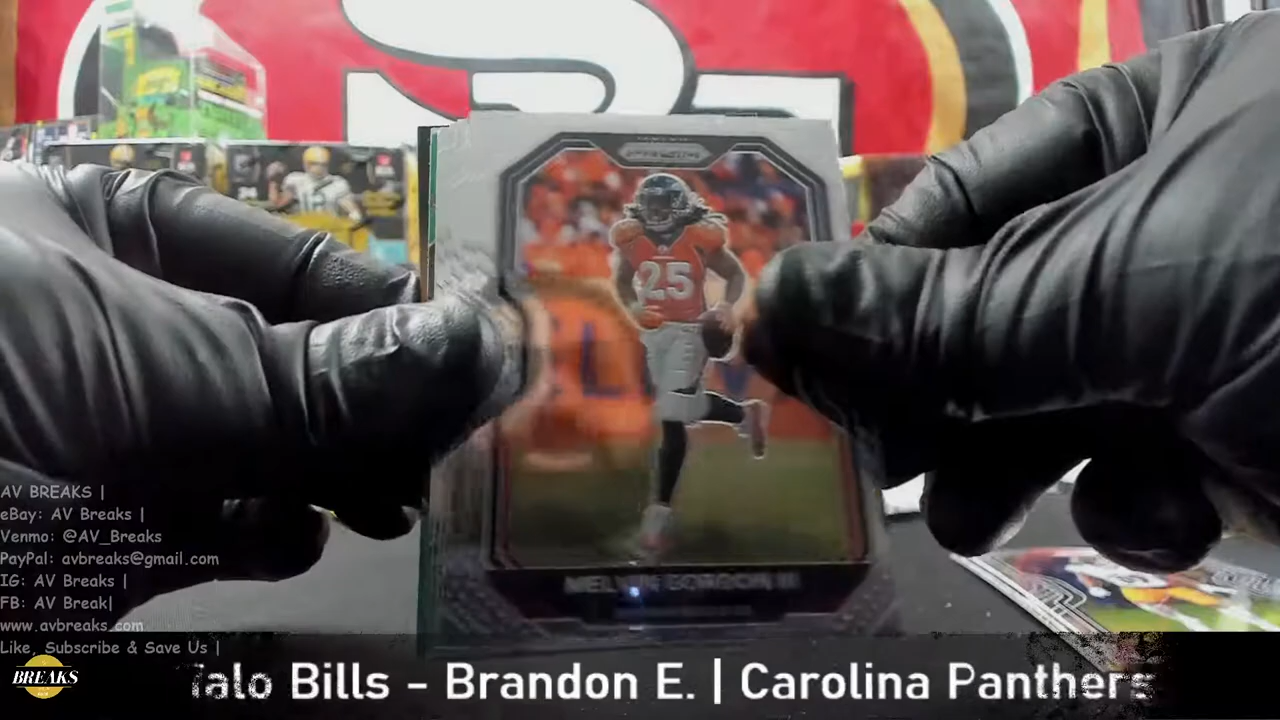 PRIZM
25
MELVIN GORDON III
AV BREAKS |
eBay: AV Breaks |
Venmo: @AV_Breaks
PayPal: avbreaks@gmail.com
IG: AV Breaks |
FB: AV Break|
www.avbreaks.com
Like, Subscribe & Save Us |
BREAKS
falo Bills - Brandon E. | Carolina Panthers